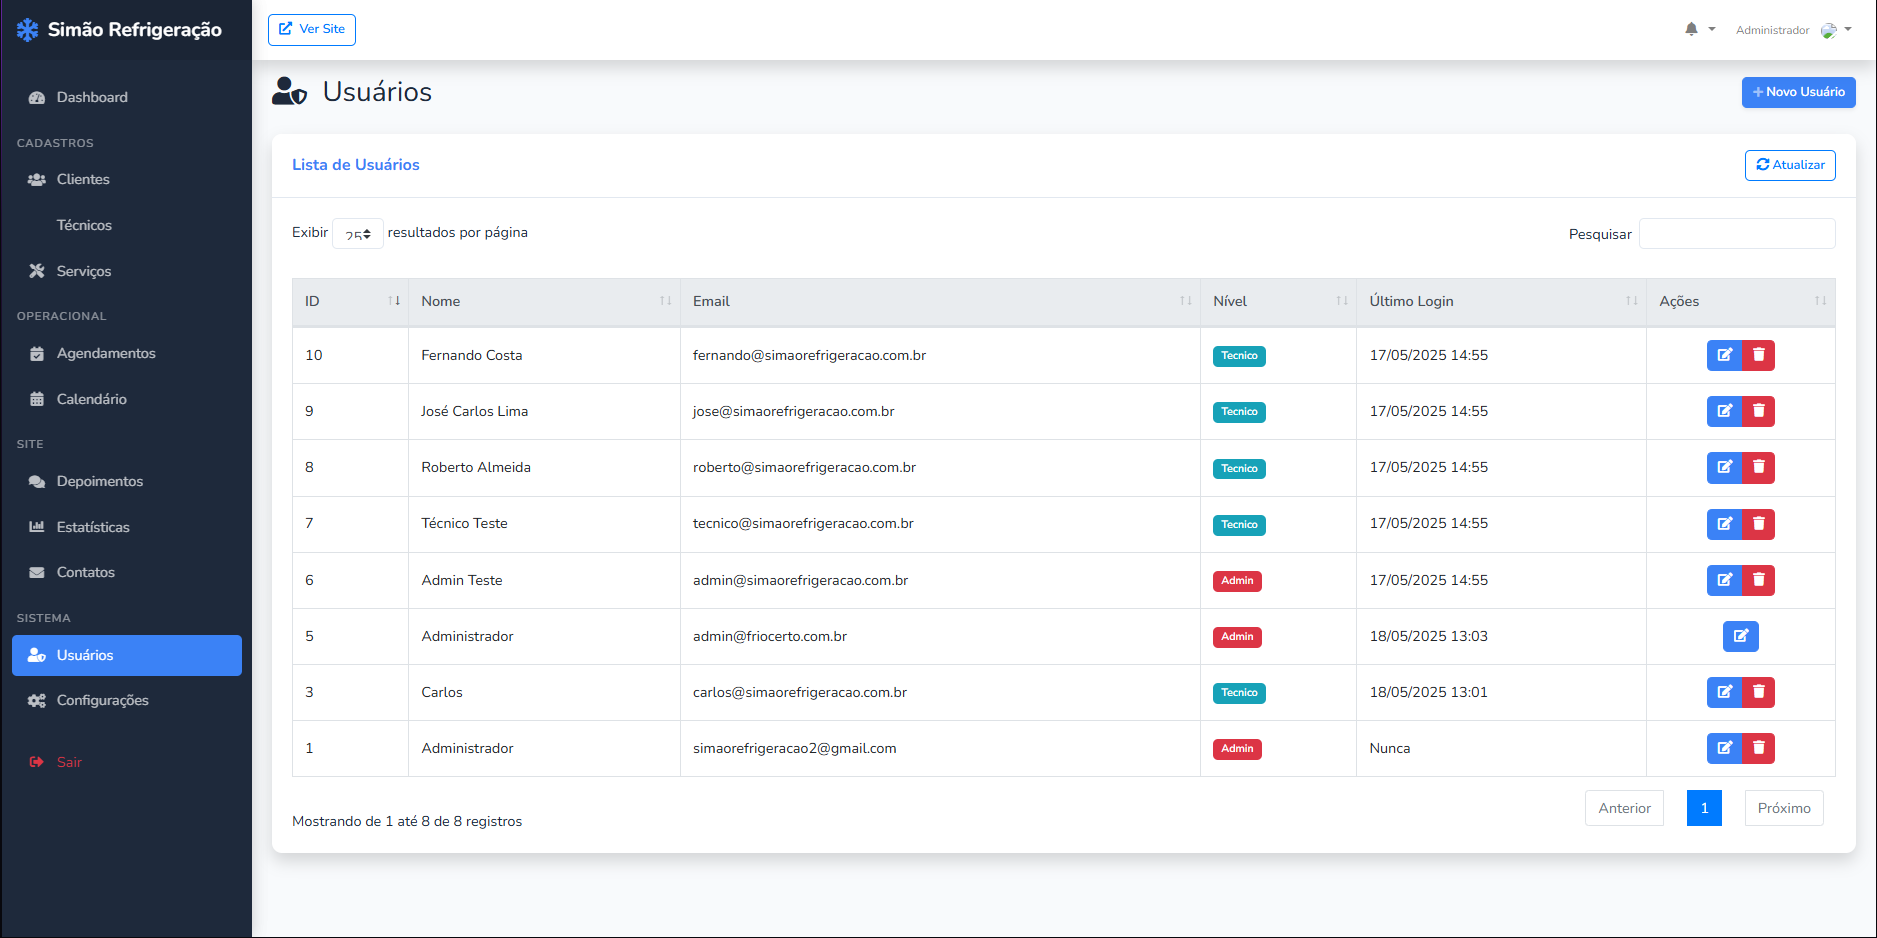 Simão Refrigeração
Ver Site
Administrador
Dashboard
CADASTROS
Clientes
Técnicos
Serviços
OPERACIONAL
Agendamentos
Calendário
SITE
Depoimentos
Estatísticas
Contatos
SISTEMA
Usuários
Configurações
Sair
Usuários
+ Novo Usuário
Lista de Usuários
Atualizar
Exibir 25 resultados por página
Pesquisar
ID Nome Email Nível Último Login Ações
10 Fernando Costa fernando@simaorefrigeracao.com.br Tecnico 17/05/2025 14:55
9 José Carlos Lima jose@simaorefrigeracao.com.br Tecnico 17/05/2025 14:55
8 Roberto Almeida roberto@simaorefrigeracao.com.br Tecnico 17/05/2025 14:55
7 Técnico Teste tecnico@simaorefrigeracao.com.br Tecnico 17/05/2025 14:55
6 Admin Teste admin@simaorefrigeracao.com.br Admin 17/05/2025 14:55
5 Administrador admin@friocerto.com.br Admin 18/05/2025 13:03
3 Carlos carlos@simaorefrigeracao.com.br Tecnico 18/05/2025 13:01
1 Administrador simaorefrigeracao2@gmail.com Admin Nunca
Mostrando de 1 até 8 de 8 registros
Anterior 1 Próximo